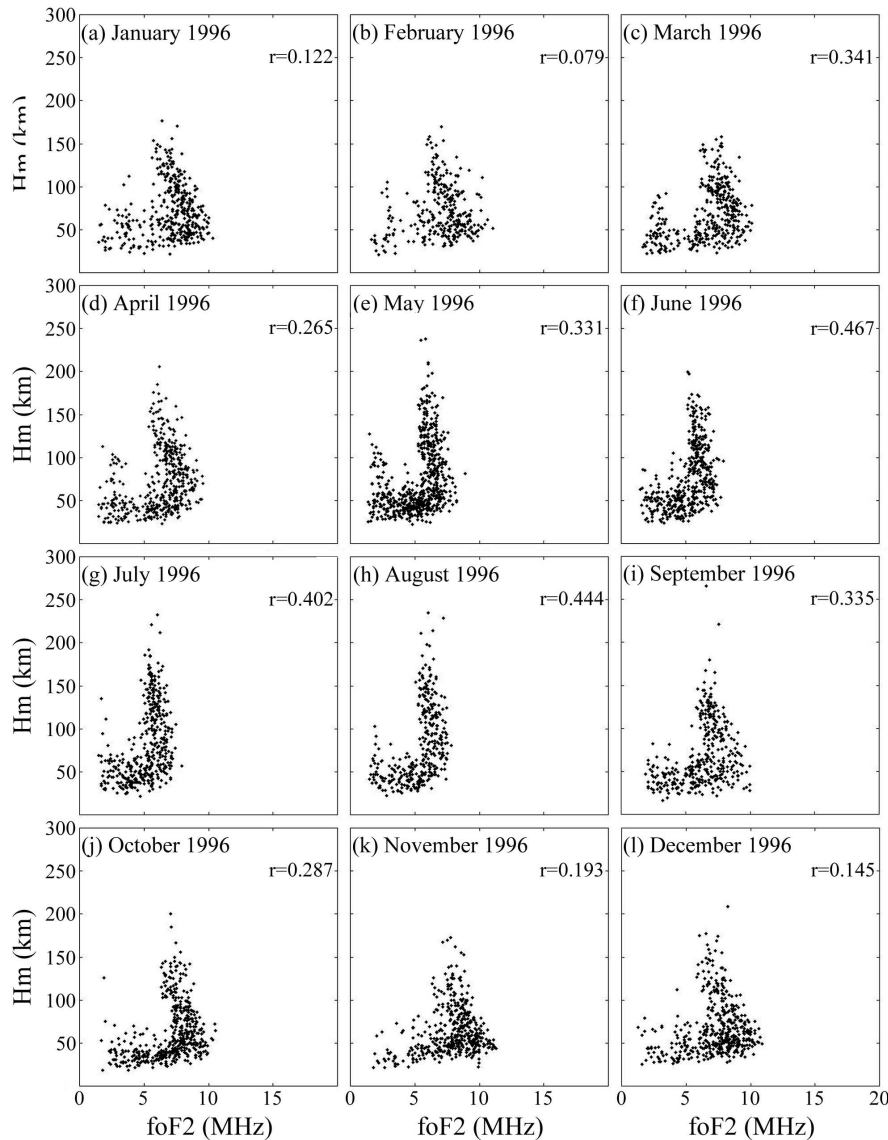 300
250
200
150
100
50
Hm (km)
(a) January 1996
r=0.122
(b) February 1996
r=0.079
(c) March 1996
r=0.341
300
250
200
150
100
50
Hm (km)
(d) April 1996
r=0.265
(e) May 1996
r=0.331
(f) June 1996
r=0.467
300
250
200
150
100
50
Hm (km)
(g) July 1996
r=0.402
(h) August 1996
r=0.444
(i) September 1996
r=0.335
300
250
200
150
100
50
Hm (km)
(j) October 1996
r=0.287
(k) November 1996
r=0.193
(l) December 1996
r=0.145
0 5 10 15 0 5 10 15 0 5 10 15 20
foF2 (MHz) foF2 (MHz) foF2 (MHz)